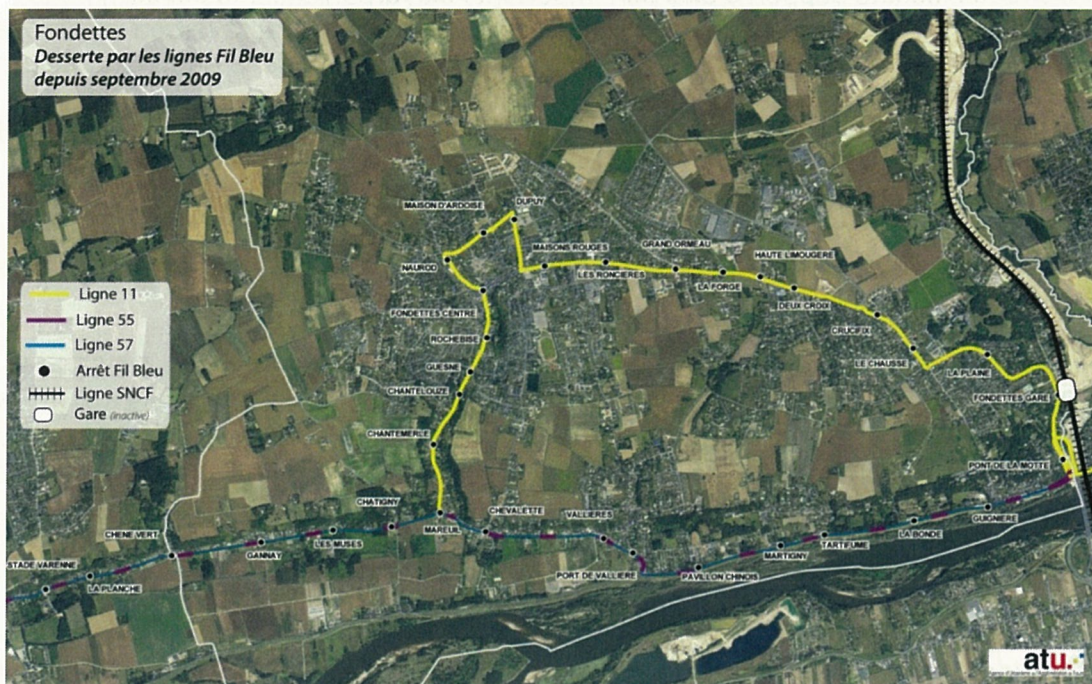 Fondettes
Desserte par les lignes Fil Bleu
depuis septembre 2009
MAISON D'ARDOISE
DUPUY
NAUROD
MAISONS ROUGES
LES RONCIERES
GRAND ORMEAU
LA FORGE
HAUTE LIMOUGERE
DEUX CROIX
CRUCIFIX
LE CHAUSSE
LA PLAINE
FONDETTES GARE
PONT DE LA MOTTE
FONDETTES CENTRE
ROCHEBISE
GUESNE
CHANTELOUZE
CHANTEMERLE
Ligne 11
Ligne 55
Ligne 57
Arrêt Fil Bleu
Ligne SNCF
Gare (inactive)
STADE VARENNE
LA PLANCHE
CHENE VERT
GANNAY
LES MUSES
CHATIGNY
MAREUIL
CHEVALETTE
VALLIERES
PORT DE VALLIERE
PAVILLON CHINOIS
MARTIGNY
TARTIFUME
LA BONDE
GUIGNIERE
atu.